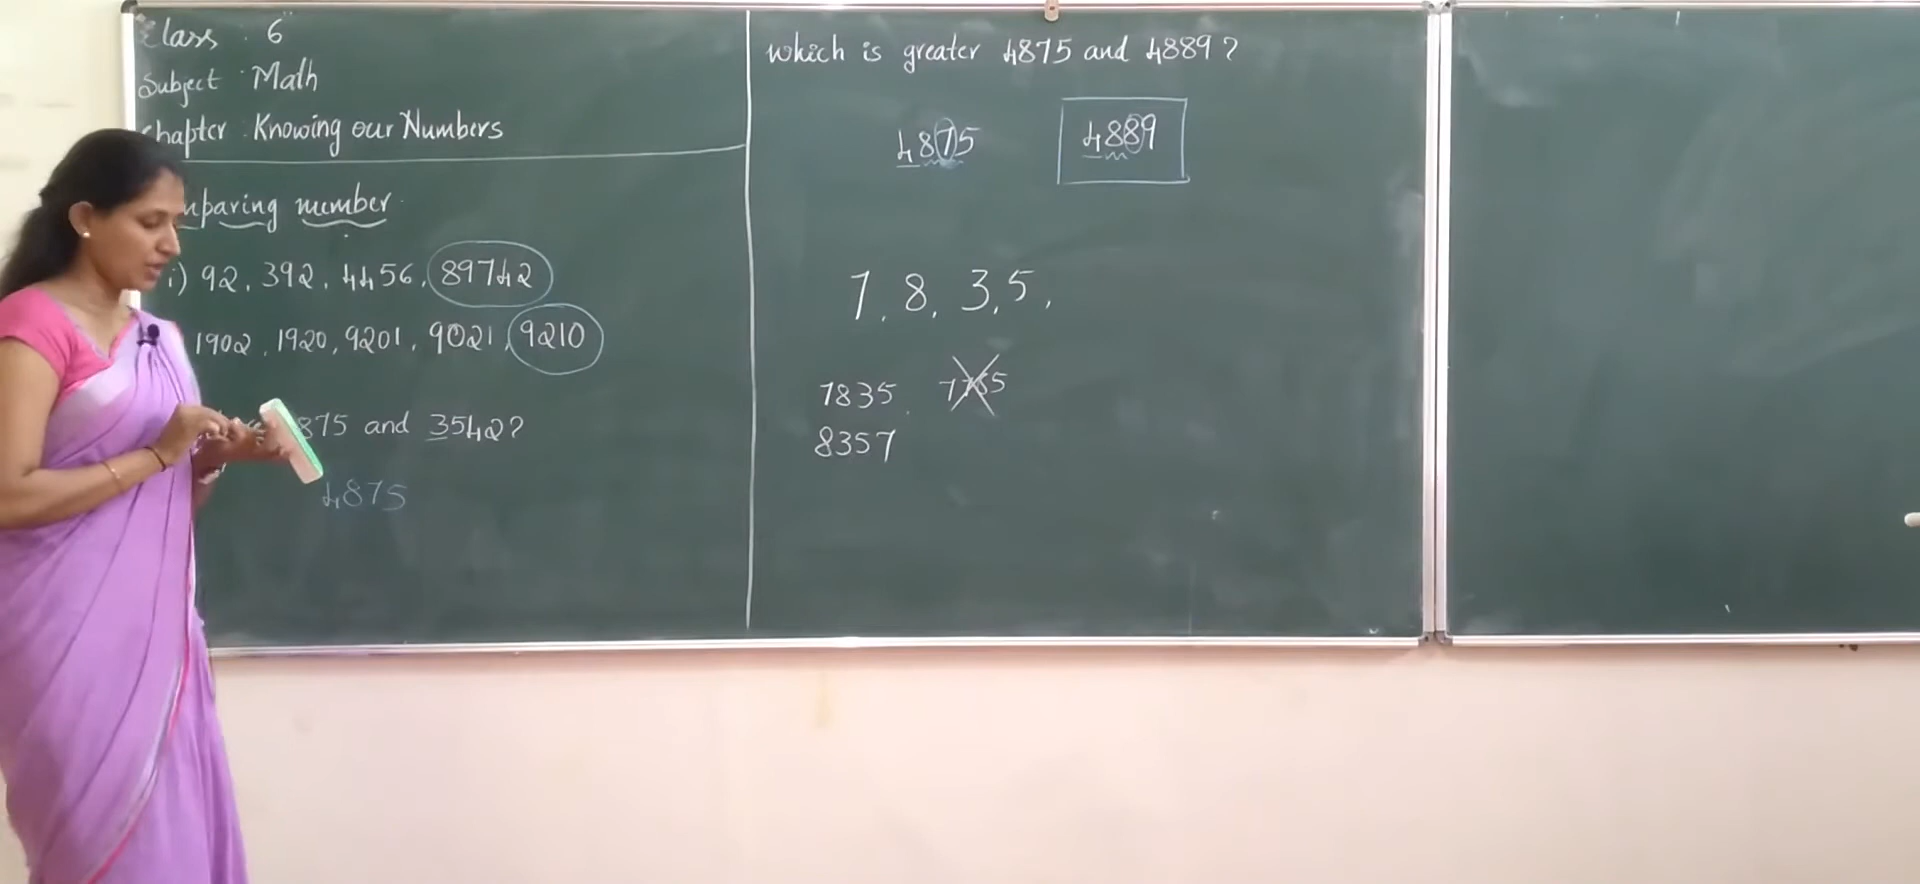 Class : 6
Subject : Math
Chapter : Knowing our Numbers
number
i) 92, 392, 4456, 89742
1902, 1920, 9201, 9021, 9210
875 and 3542?
4875
which is greater 4875 and 4889?
4875 4889
7, 8, 3, 5,
7835,
8357